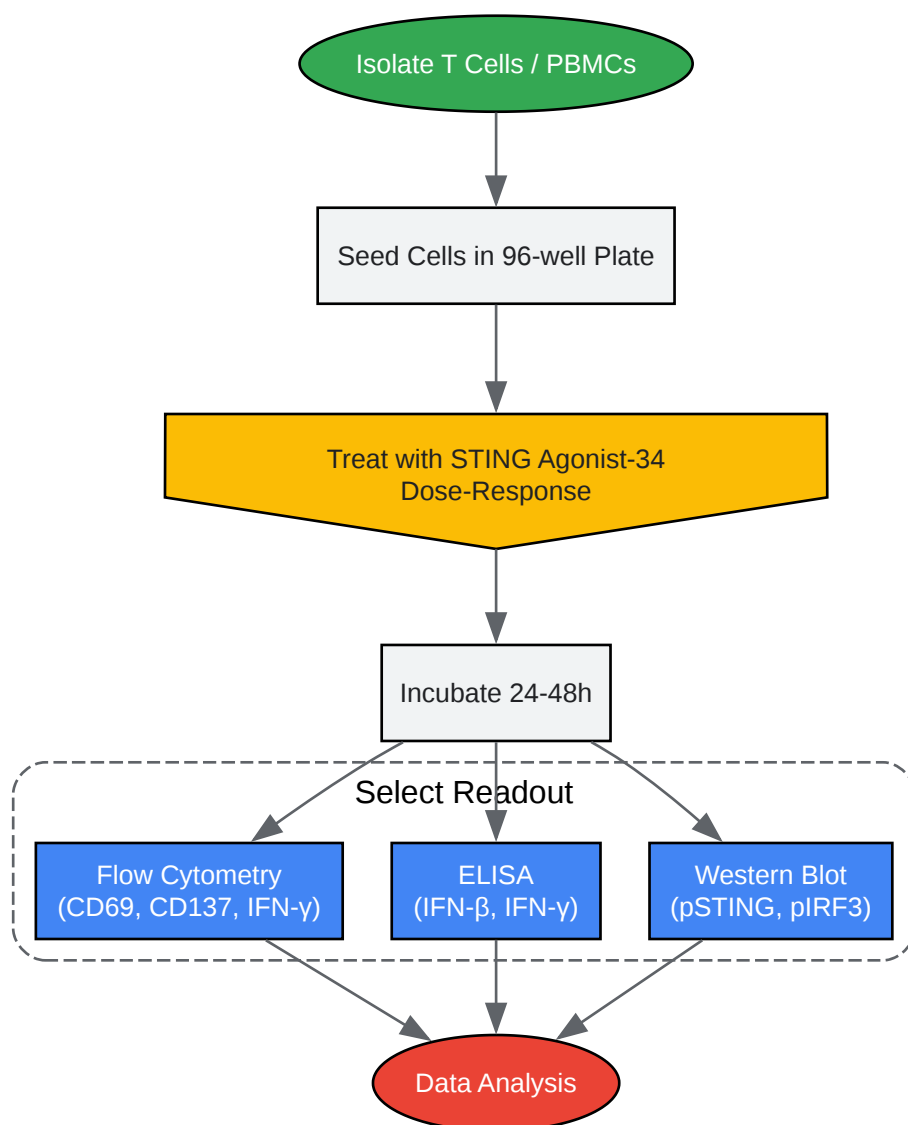 Isolate T Cells / PBMCs
Seed Cells in 96-well Plate
Treat with STING Agonist-34
Dose-Response
Incubate 24-48h
Select Readout
Flow Cytometry
(CD69, CD137, IFN-γ)
ELISA
(IFN-β, IFN-γ)
Western Blot
(pSTING, pIRF3)
Data Analysis